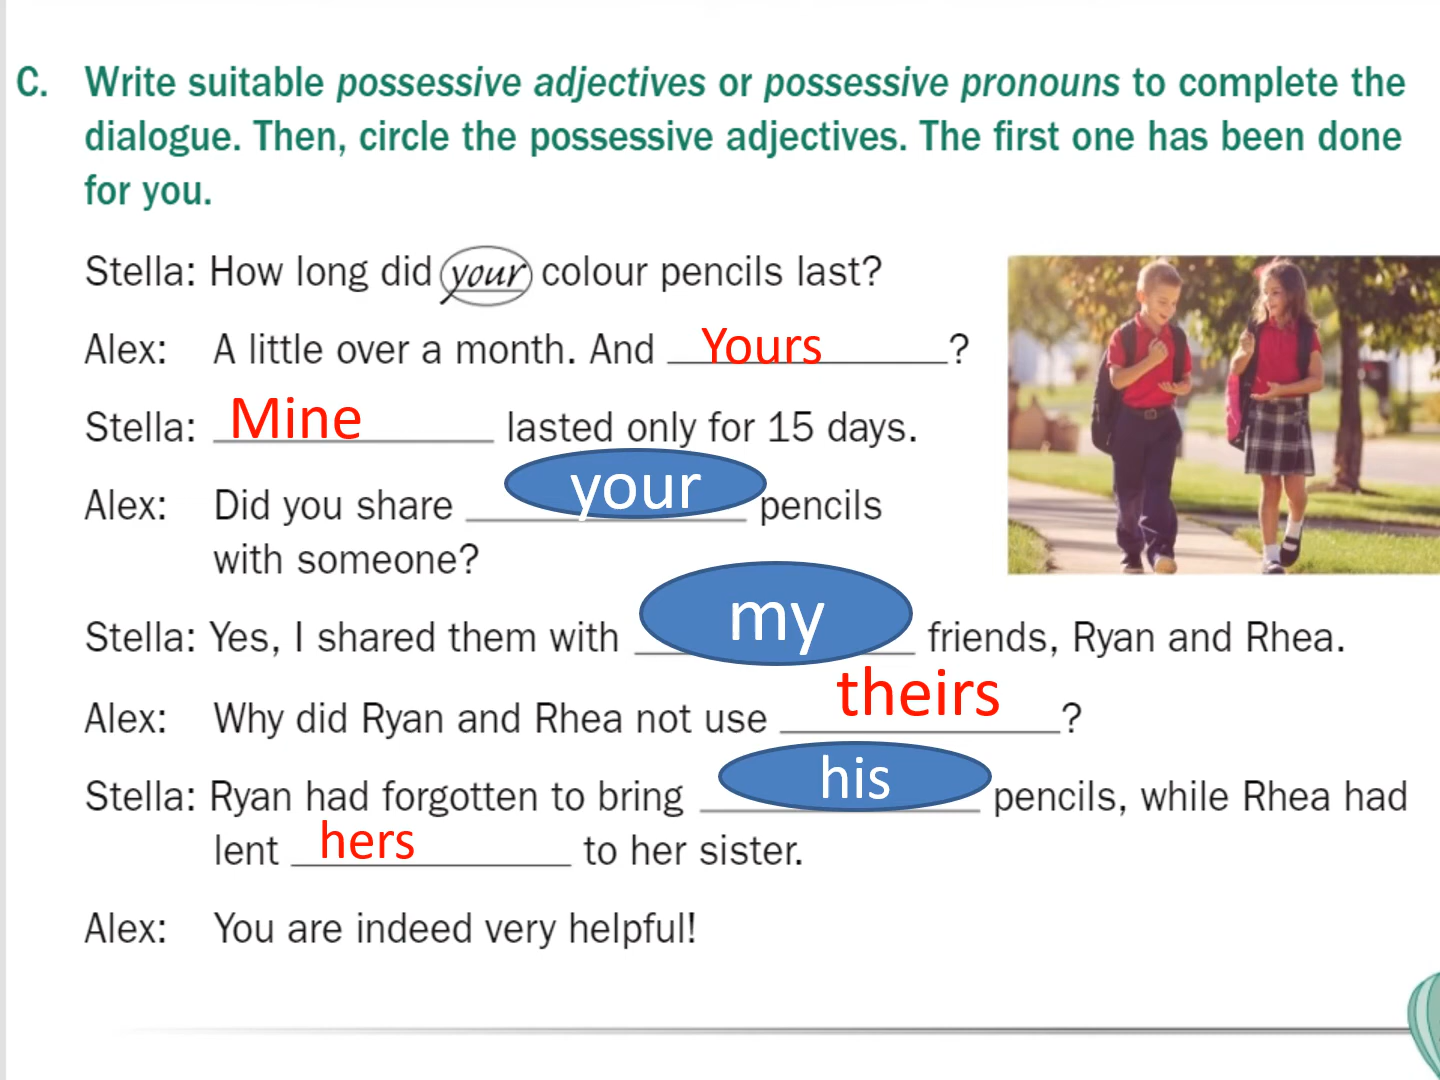 C. Write suitable possessive adjectives or possessive pronouns to complete the
dialogue. Then, circle the possessive adjectives. The first one has been done
for you.
Stella: How long did your colour pencils last?
Alex: A little over a month. And Yours ?
Stella: Mine lasted only for 15 days.
Alex: Did you share your pencils
with someone?
Stella: Yes, I shared them with my friends, Ryan and Rhea.
Alex: Why did Ryan and Rhea not use theirs ?
Stella: Ryan had forgotten to bring his pencils, while Rhea had
lent hers to her sister.
Alex: You are indeed very helpful!